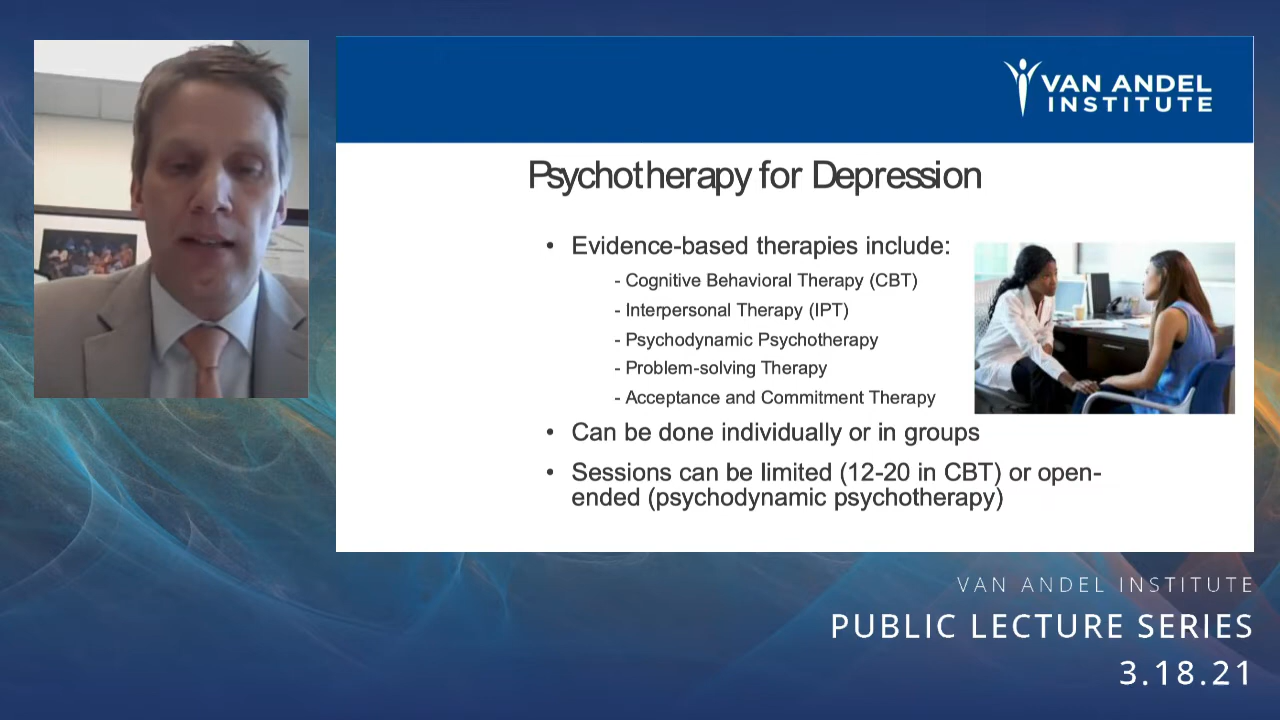 VAN ANDEL
INSTITUTE
Psychotherapy for Depression
• Evidence-based therapies include:
- Cognitive Behavioral Therapy (CBT)
- Interpersonal Therapy (IPT)
- Psychodynamic Psychotherapy
- Problem-solving Therapy
- Acceptance and Commitment Therapy
• Can be done individually or in groups
• Sessions can be limited (12-20 in CBT) or open-
ended (psychodynamic psychotherapy)
VAN ANDEL INSTITUTE
PUBLIC LECTURE SERIES
3.18.21